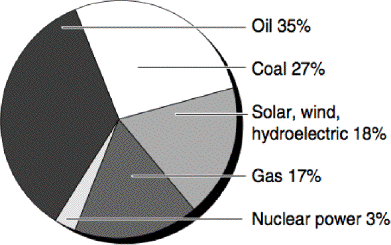 Oil 35%
Coal 27%
Solar, wind,
hydroelectric 18%
Gas 17%
Nuclear power 3%